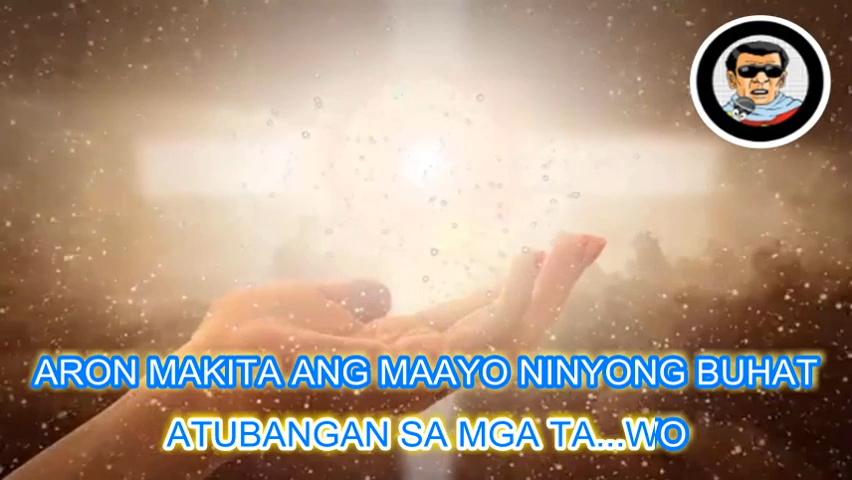 ARON MAKITA ANG MAAYO NINYONG BUHAT
ATUBANGAN SA MGA TA...WO